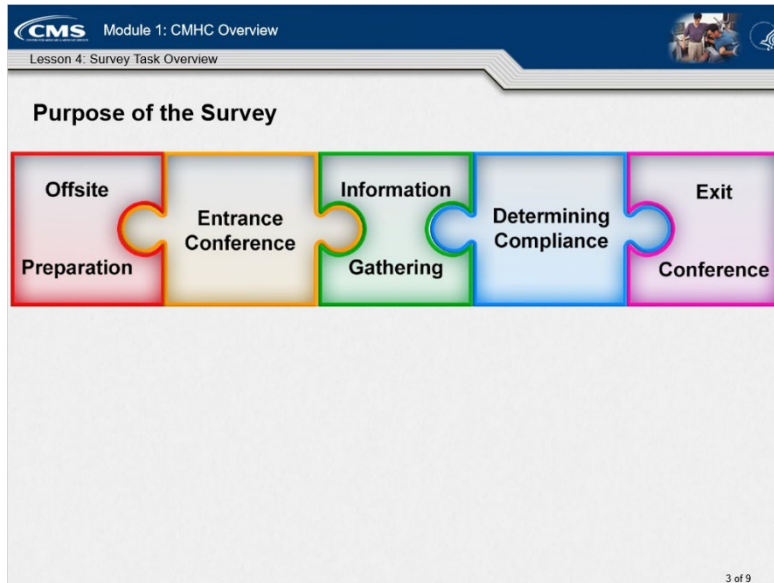 CMS Module 1: CMHC Overview
Lesson 4: Survey Task Overview
Purpose of the Survey
Offsite
Preparation
Entrance
Conference
Information
Gathering
Determining
Compliance
Exit
Conference
3 of 9